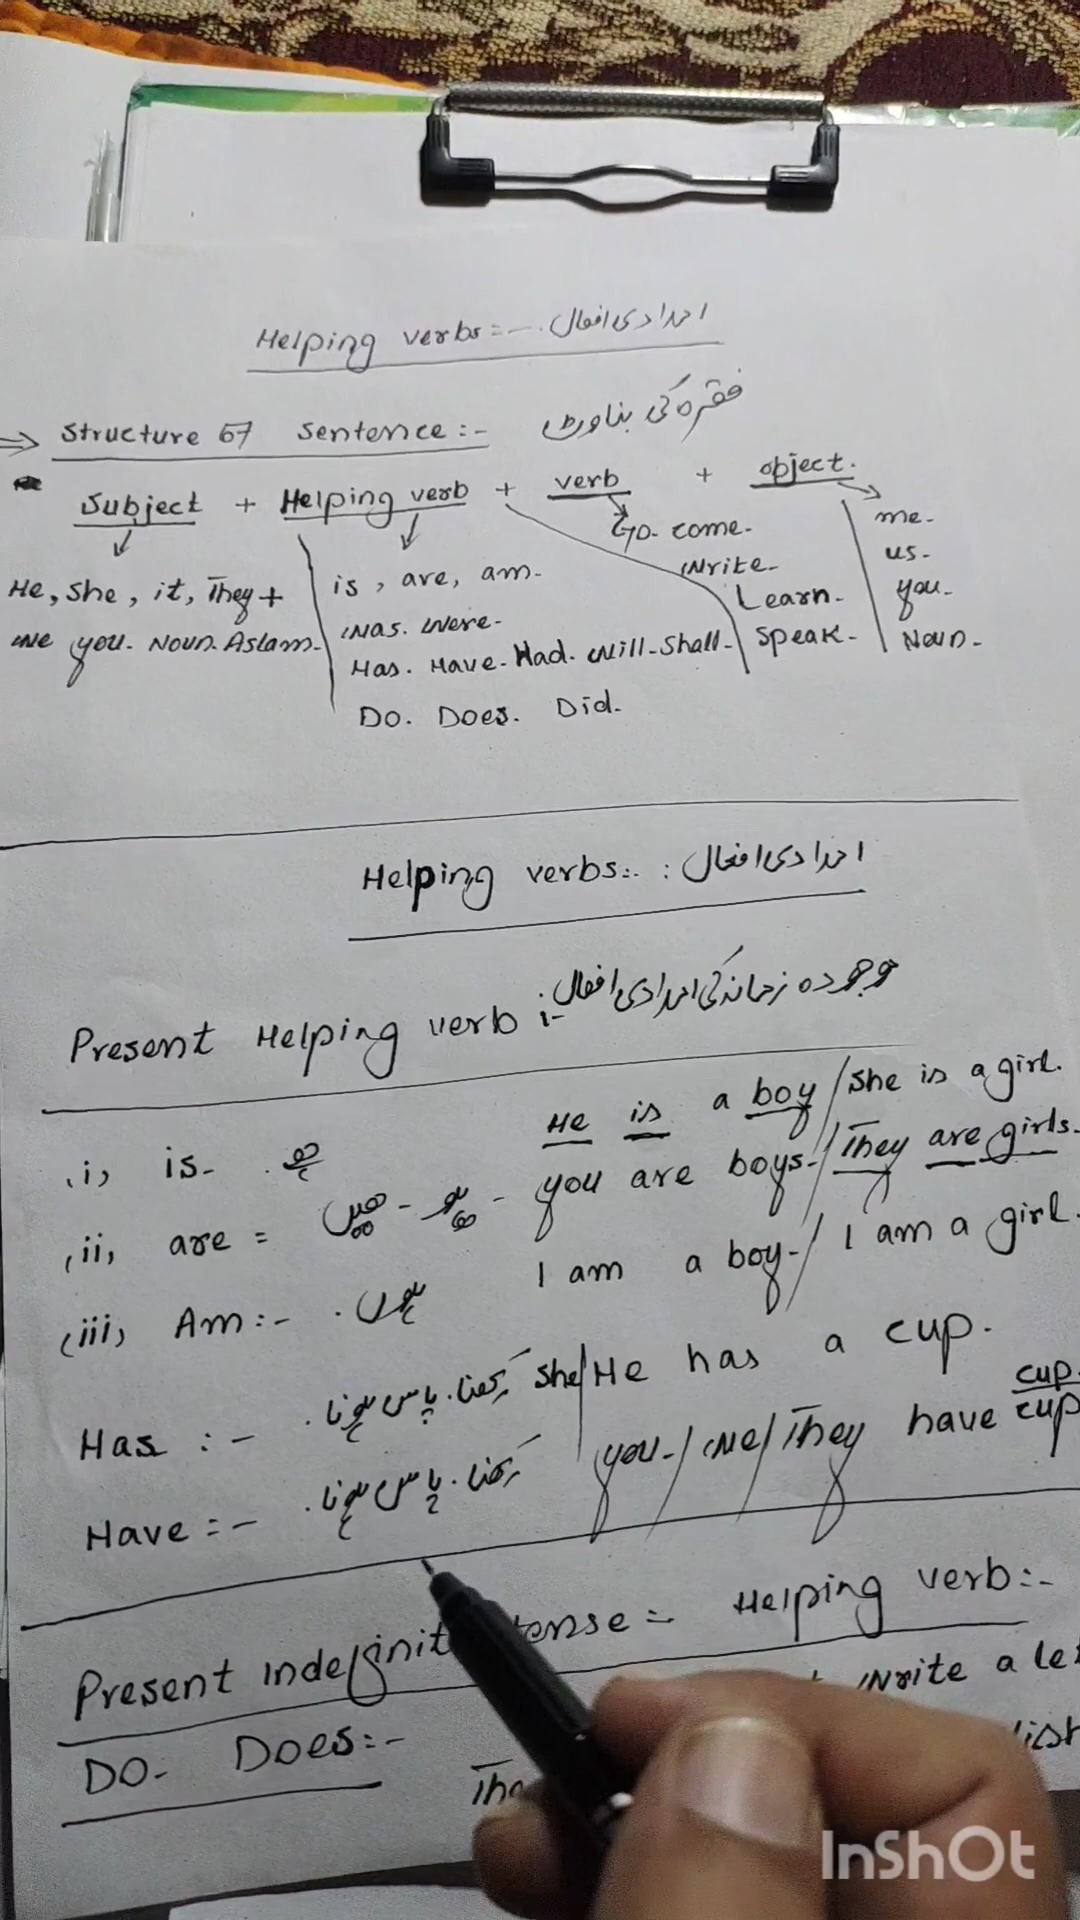 Helping verbs:- امدادی افعال.
⇒ Structure of Sentence:- فقرہ کی بناوٹ
Subject + Helping verb + verb + object.
He, she, it, They + we you. Noun. Aslam.
is, are, am.
was. were.
Has. Have. Had. Will. Shall.
Do. Does. Did.
Go. come.
write.
Learn.
Speak.
me.
us.
you.
Noun.
Helping verbs:. : امدادی افعال
Present Helping verb :- موجودہ زمانہ کی امدادی افعال.
(i) is - ہے. He is a boy / She is a girl.
(ii) are = ہیں - ہو - you are boys - / They are girls.
(iii) Am :- ہوں. I am a boy - / I am a girl.
Has :- رکھنا. پاس ہونا. She/He has a cup.
Have :- رکھنا. پاس ہونا. you - / we / They have cup.
cup
Present Indefinite tense = Helping verb:-
Do. Does:- write a